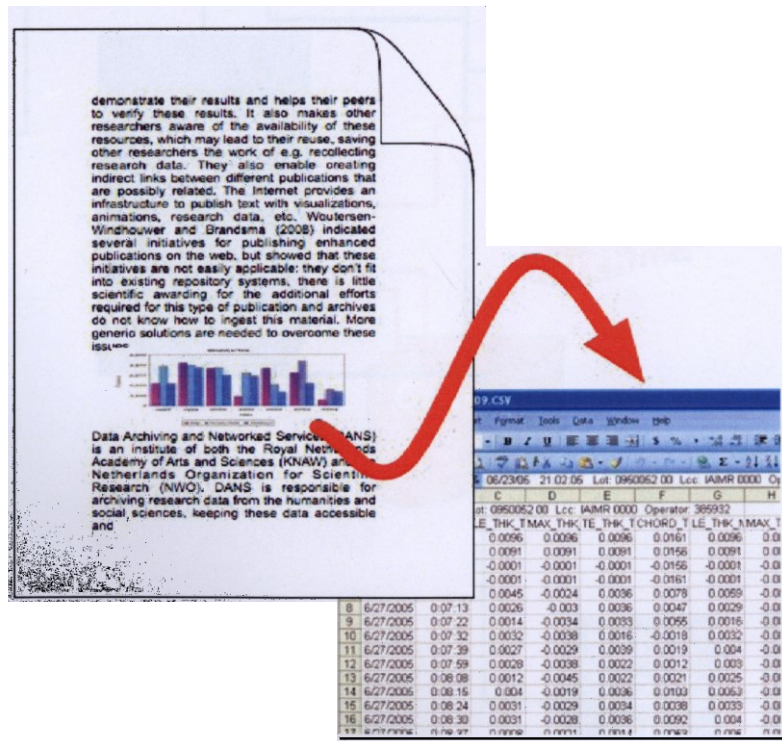 demonstrate their results and helps their peers
to verify these results. It also makes other
researchers aware of the availability of these
resources, which may lead to their reuse, saving
other researchers the work of e.g. recollecting
research data. They also enable creating
indirect links between different publications that
are possibly related. The Internet provides an
infrastructure to publish text with visualizations,
animations, research data, etc. Woutersen-
Windhouwer and Brandsma (2008) indicated
several initiatives for publishing enhanced
publications on the web, but showed that these
initiatives are not easily applicable: they don't fit
into existing repository systems, there is little
scientific awarding for the additional efforts
required for this type of publication and archives
do not know how to ingest this material. More
generic solutions are needed to overcome these
Data Archiving and Networked Services
is an institute of both the Royal
Academy of Arts and Sciences (KNAW)
Netherlands Organization for
Research (NWO). DANS is responsible for
archiving research data from the humanities and
social sciences, keeping these data accessible
and
09.CSV
Format Tools Data Window Help
06/23/05 21:02:05 Lot: 0950052 00 Lcc: IAIMR 0000
C D E F G H
ot: 0950052 00 Lcc: IAIMR 0000 Operator: 385932
LE_THK_T MAX_THK_ TE_THK_T CHORD_T LE_THK_
0.0096 0.0096 0.0096 0.0161 0.0096
0.0091 0.0091 0.0091 0.0156 0.0091
-0.0001 -0.0001 -0.0001 -0.0156 -0.0001
-0.0001 -0.0001 -0.0001 -0.0161 -0.0001
0.0045 -0.0024 0.0036 0.0078 0.0059
8 6/27/2005 0:07:13 0.0026 -0.003 0.0036 0.0047 0.0029
9 6/27/2005 0:07:22 0.0014 -0.0034 0.0033 0.0055 0.0016
10 6/27/2005 0:07:32 0.0032 -0.0038 0.0016 -0.0018 0.0032
11 6/27/2005 0:07:39 0.0027 -0.0029 0.0039 0.0019 0.004
12 6/27/2005 0:07:59 0.0028 -0.0038 0.0022 0.0012 0.003
13 6/27/2005 0:08:08 0.0012 -0.0045 0.0022 0.0021 0.0025
14 6/27/2005 0:08:15 0.004 -0.0019 0.0036 0.0103 0.0053
15 6/27/2005 0:08:24 0.0031 -0.0029 0.0034 0.0038 0.0033
16 6/27/2005 0:08:30 0.0031 -0.0028 0.0036 0.0092 0.004